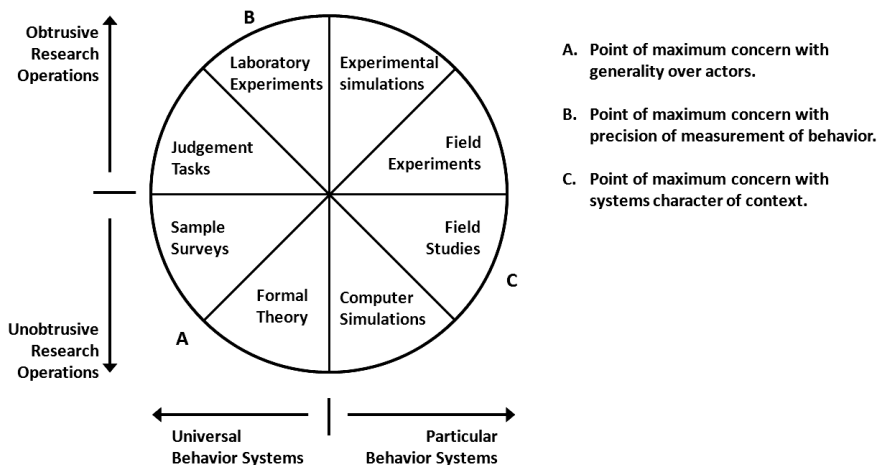 B
Obtrusive
Research
Operations
Laboratory
Experiments
Experimental
simulations
Judgement
Tasks
Field
Experiments
Sample
Surveys
Field
Studies
Formal
Theory
Computer
Simulations
C
A
Unobtrusive
Research
Operations
Universal
Behavior Systems
Particular
Behavior Systems
A. Point of maximum concern with
generality over actors.
B. Point of maximum concern with
precision of measurement of behavior.
C. Point of maximum concern with
systems character of context.